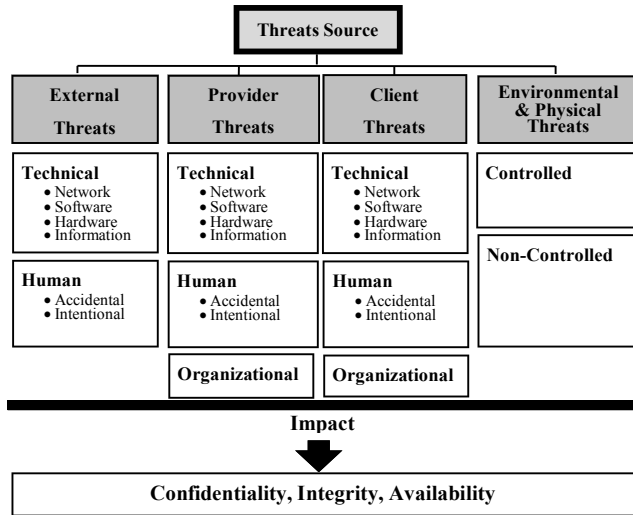 Threats Source
External
Threats
Provider
Threats
Client
Threats
Environmental
& Physical
Threats
Technical
• Network
• Software
• Hardware
• Information
Technical
• Network
• Software
• Hardware
• Information
Technical
• Network
• Software
• Hardware
• Information
Controlled
Non-Controlled
Human
• Accidental
• Intentional
Human
• Accidental
• Intentional
Human
• Accidental
• Intentional
Organizational
Organizational
Impact
Confidentiality, Integrity, Availability